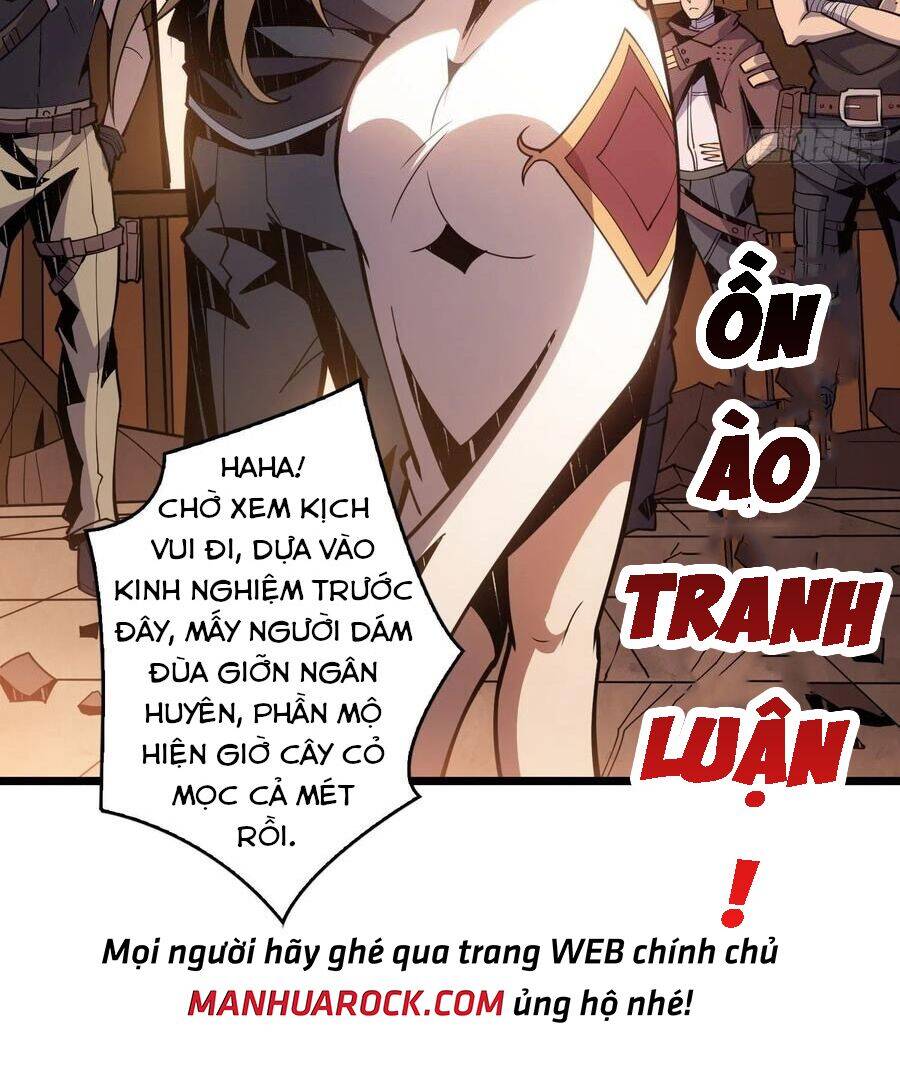 ỒN
ÀO
TRANH
LUẬN
!
HAHA!
CHỜ XEM KỊCH
VUI ĐI, DỰA VÀO
KINH NGHIỆM TRƯỚC
ĐÂY, MẤY NGƯỜI DÁM
ĐÙA GIỠN NGÂN
HUYÊN, PHẦN MỘ
HIỆN GIỜ CÂY CỎ
MỌC CẢ MÉT
RỒI.
Mọi người hãy ghé qua trang WEB chính chủ
MANHUAROCK.COM ủng hộ nhé!